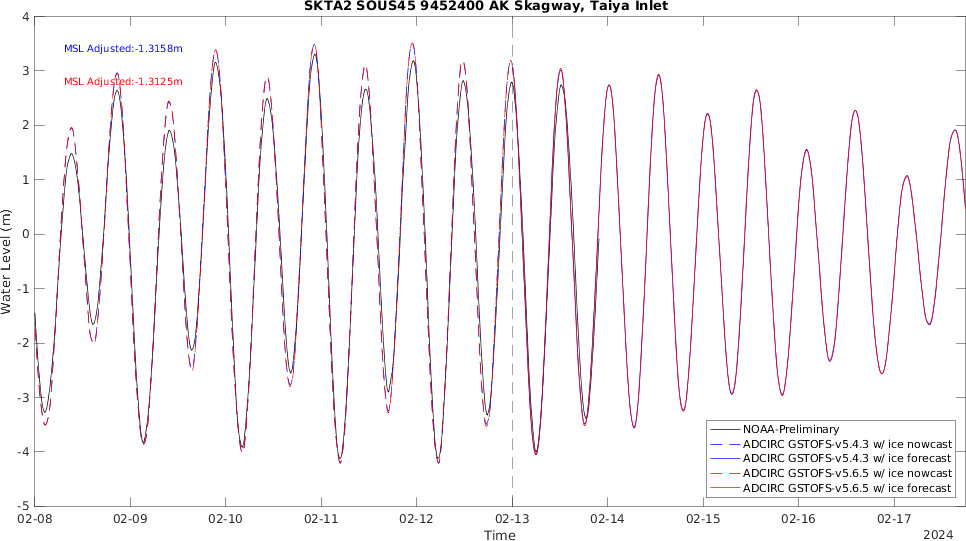 SKTA2 SOUS45 9452400 AK Skagway, Taiya Inlet
4
MSL Adjusted:-1.3158m
3
MSL Adjusted:-1.3125m
2
1
0
Water Level (m)
-1
-2
-3
-4
-5
NOAA-Preliminary
ADCIRC GSTOFS-v5.4.3 w/ ice nowcast
ADCIRC GSTOFS-v5.4.3 w/ ice forecast
ADCIRC GSTOFS-v5.6.5 w/ ice nowcast
ADCIRC GSTOFS-v5.6.5 w/ ice forecast
02-08 02-09 02-10 02-11 02-12 02-13 02-14 02-15 02-16 02-17
Time
2024